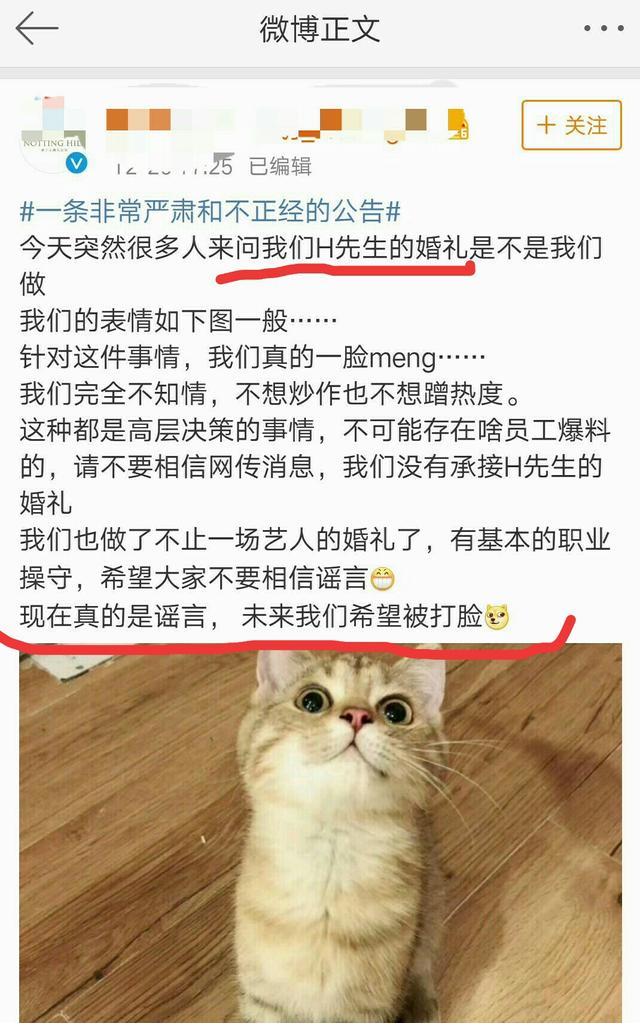 微博正文
NOTTING HILL
+ 关注
已编辑
#一条非常严肃和不正经的公告#
今天突然很多人来问我们H先生的婚礼是不是我们
做
我们的表情如下图一般……
针对这件事情，我们真的一脸meng……
我们完全不知情，不想炒作也不想蹭热度。
这种都是高层决策的事情，不可能存在啥员工爆料
的，请不要相信网传消息，我们没有承接H先生的
婚礼
我们也做了不止一场艺人的婚礼了，有基本的职业
操守，希望大家不要相信谣言😁
现在真的是谣言， 未来我们希望被打脸